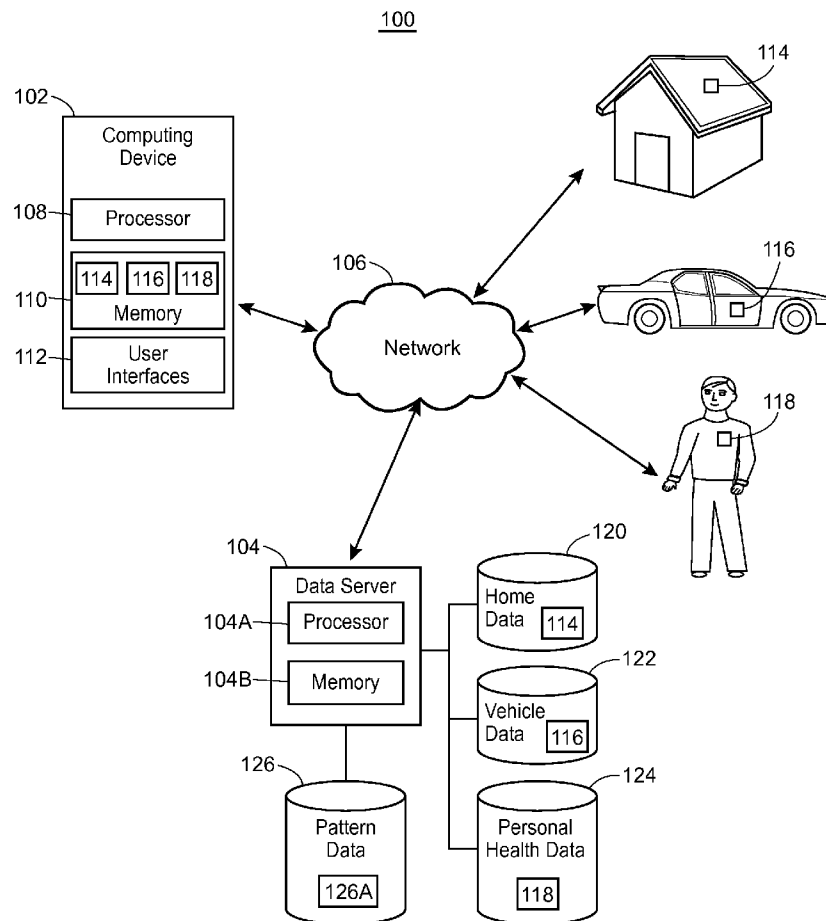 100
102
Computing
Device
108
Processor
110
114 116 118
Memory
112
User
Interfaces
106
Network
114
116
118
104
Data Server
104A
Processor
104B
Memory
120
Home
Data
114
122
Vehicle
Data
116
126
Pattern
Data
126A
124
Personal
Health Data
118